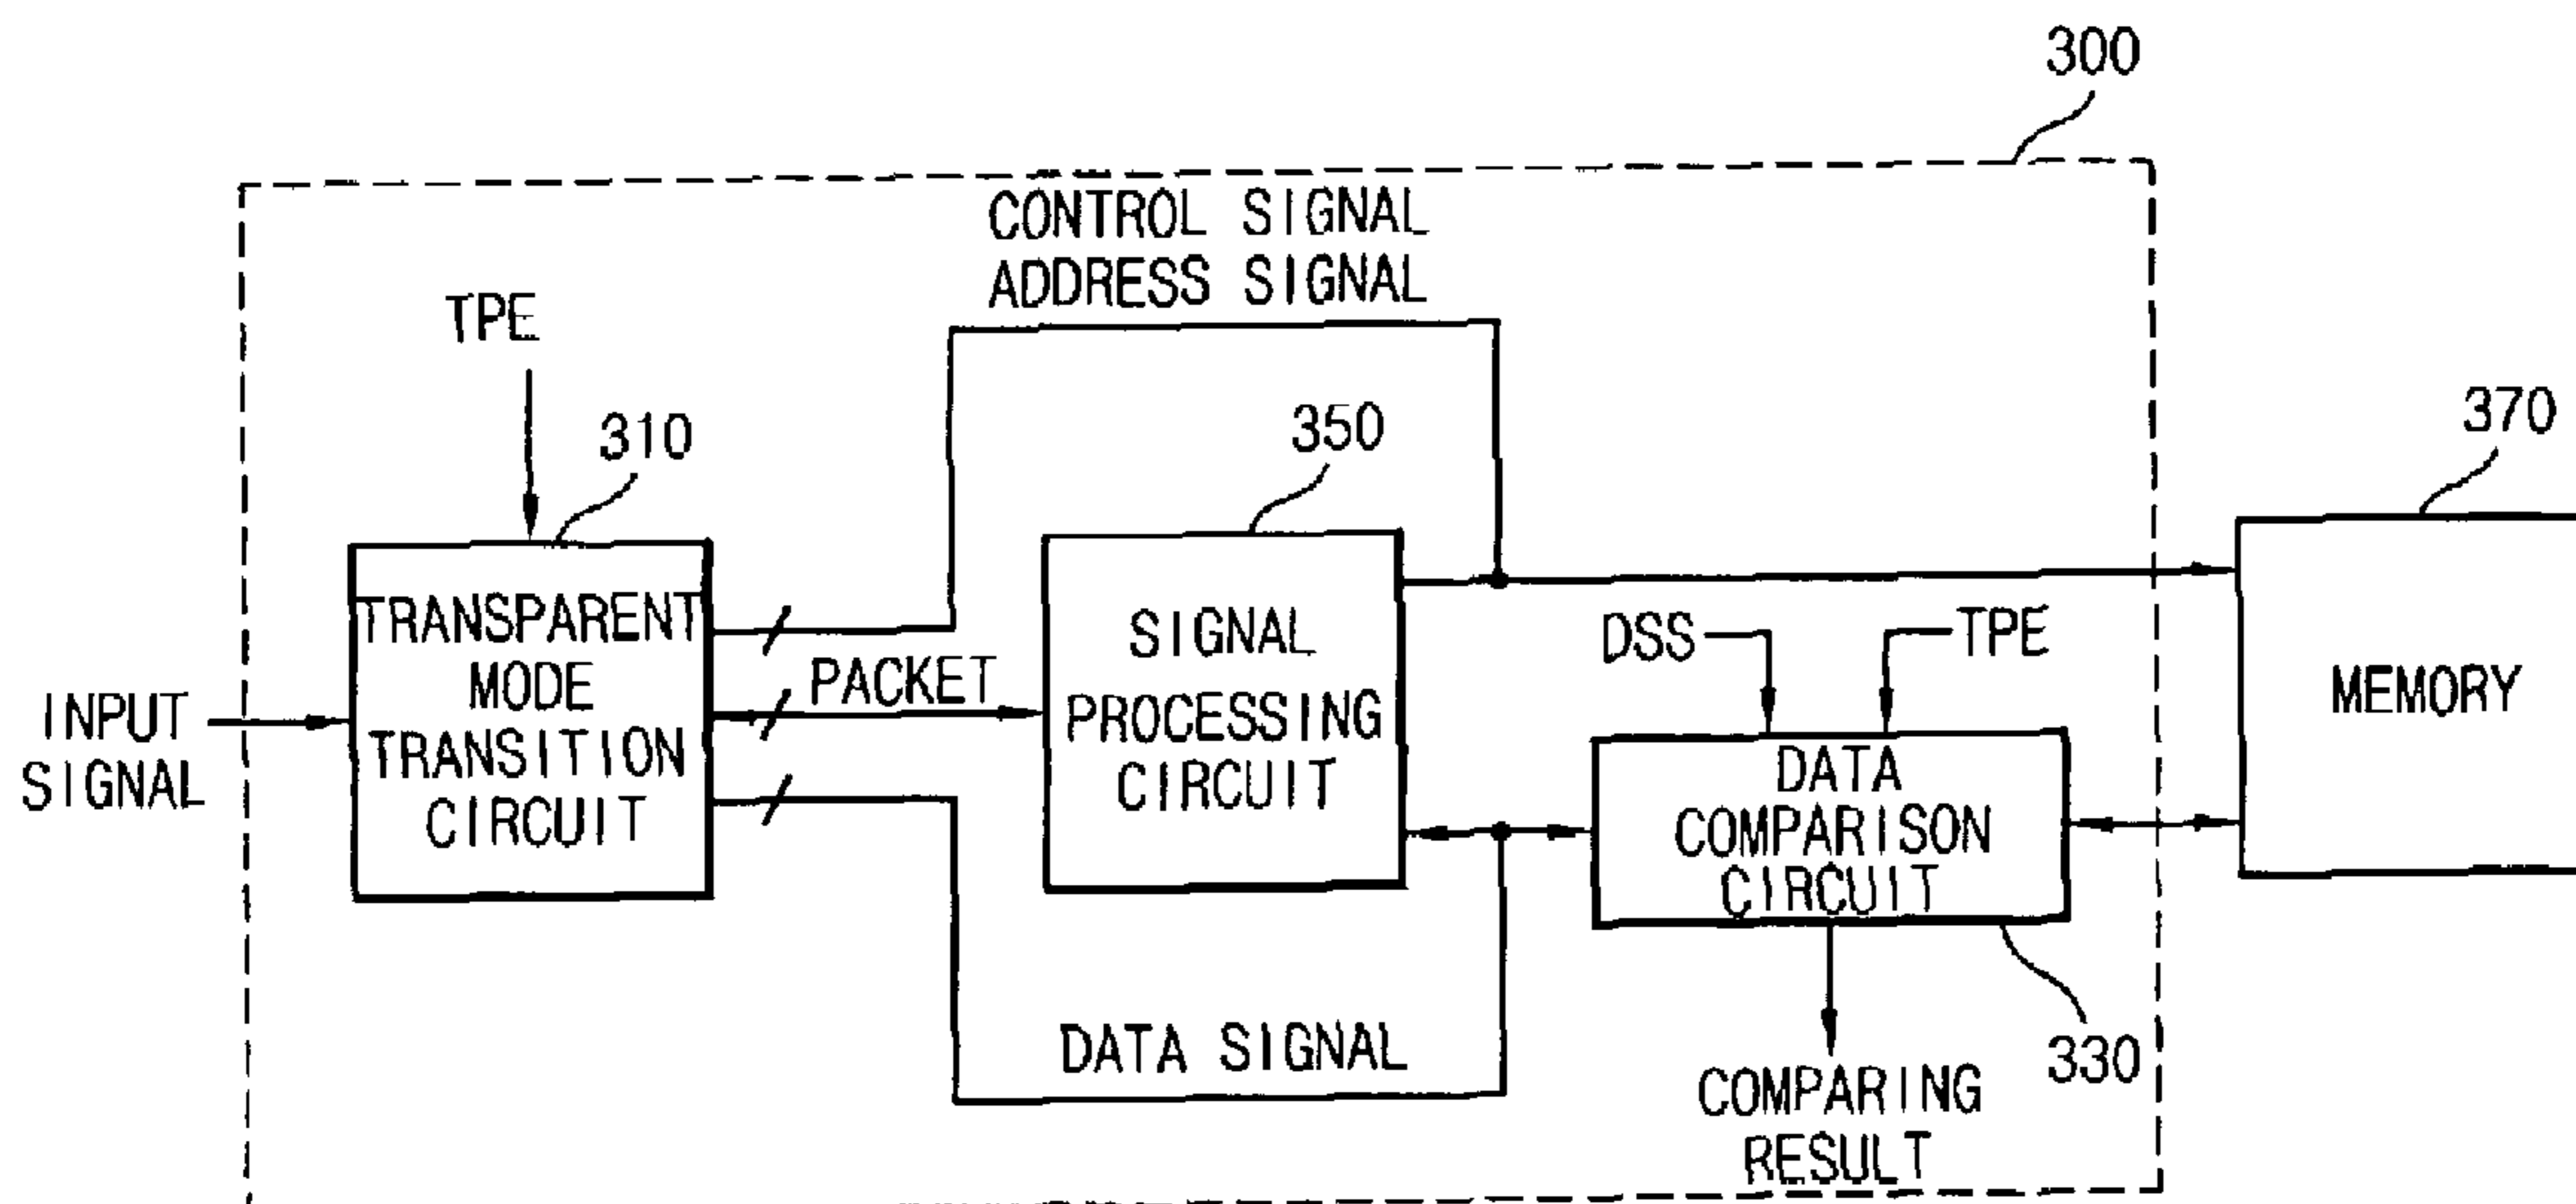 300
CONTROL SIGNAL
ADDRESS SIGNAL
TPE
310
350
370
TRANSPARENT
MODE
TRANSITION
CIRCUIT
PACKET
SIGNAL
PROCESSING
CIRCUIT
DSS
TPE
MEMORY
INPUT
SIGNAL
DATA
COMPARISON
CIRCUIT
DATA SIGNAL
330
COMPARING
RESULT